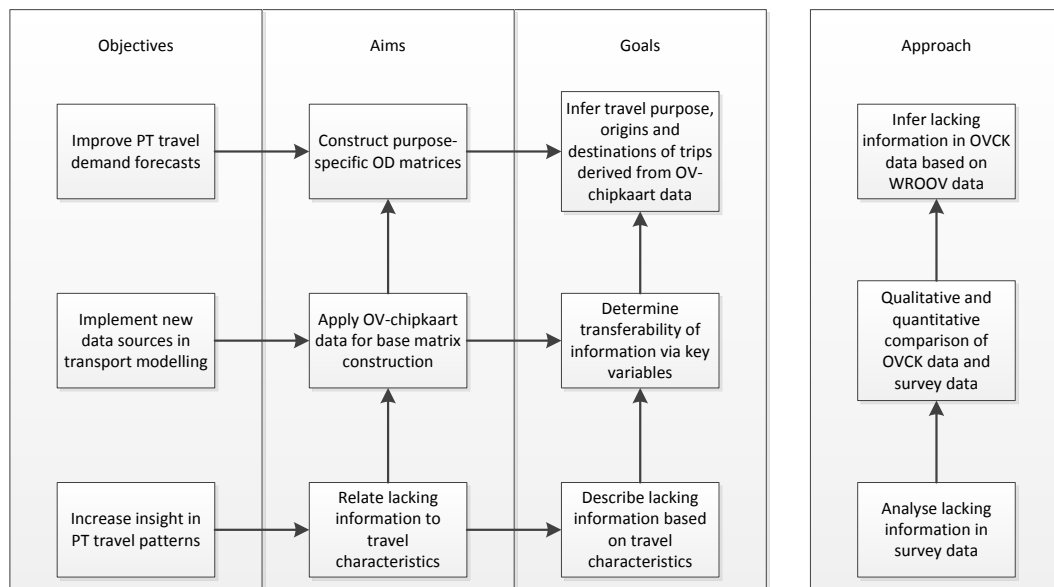 Objectives
Aims
Goals
Approach
Improve PT travel
demand forecasts
Construct purpose-
specific OD matrices
Infer travel purpose,
origins and
destinations of trips
derived from OV-
chipkaart data
Infer lacking
information in OVCK
data based on
WROOV data
Implement new
data sources in
transport modelling
Apply OV-chipkaart
data for base matrix
construction
Determine
transferability of
information via key
variables
Qualitative and
quantitative
comparison of
OVCK data and
survey data
Increase insight in
PT travel patterns
Relate lacking
information to
travel
characteristics
Describe lacking
information based
on travel
characteristics
Analyse lacking
information in
survey data